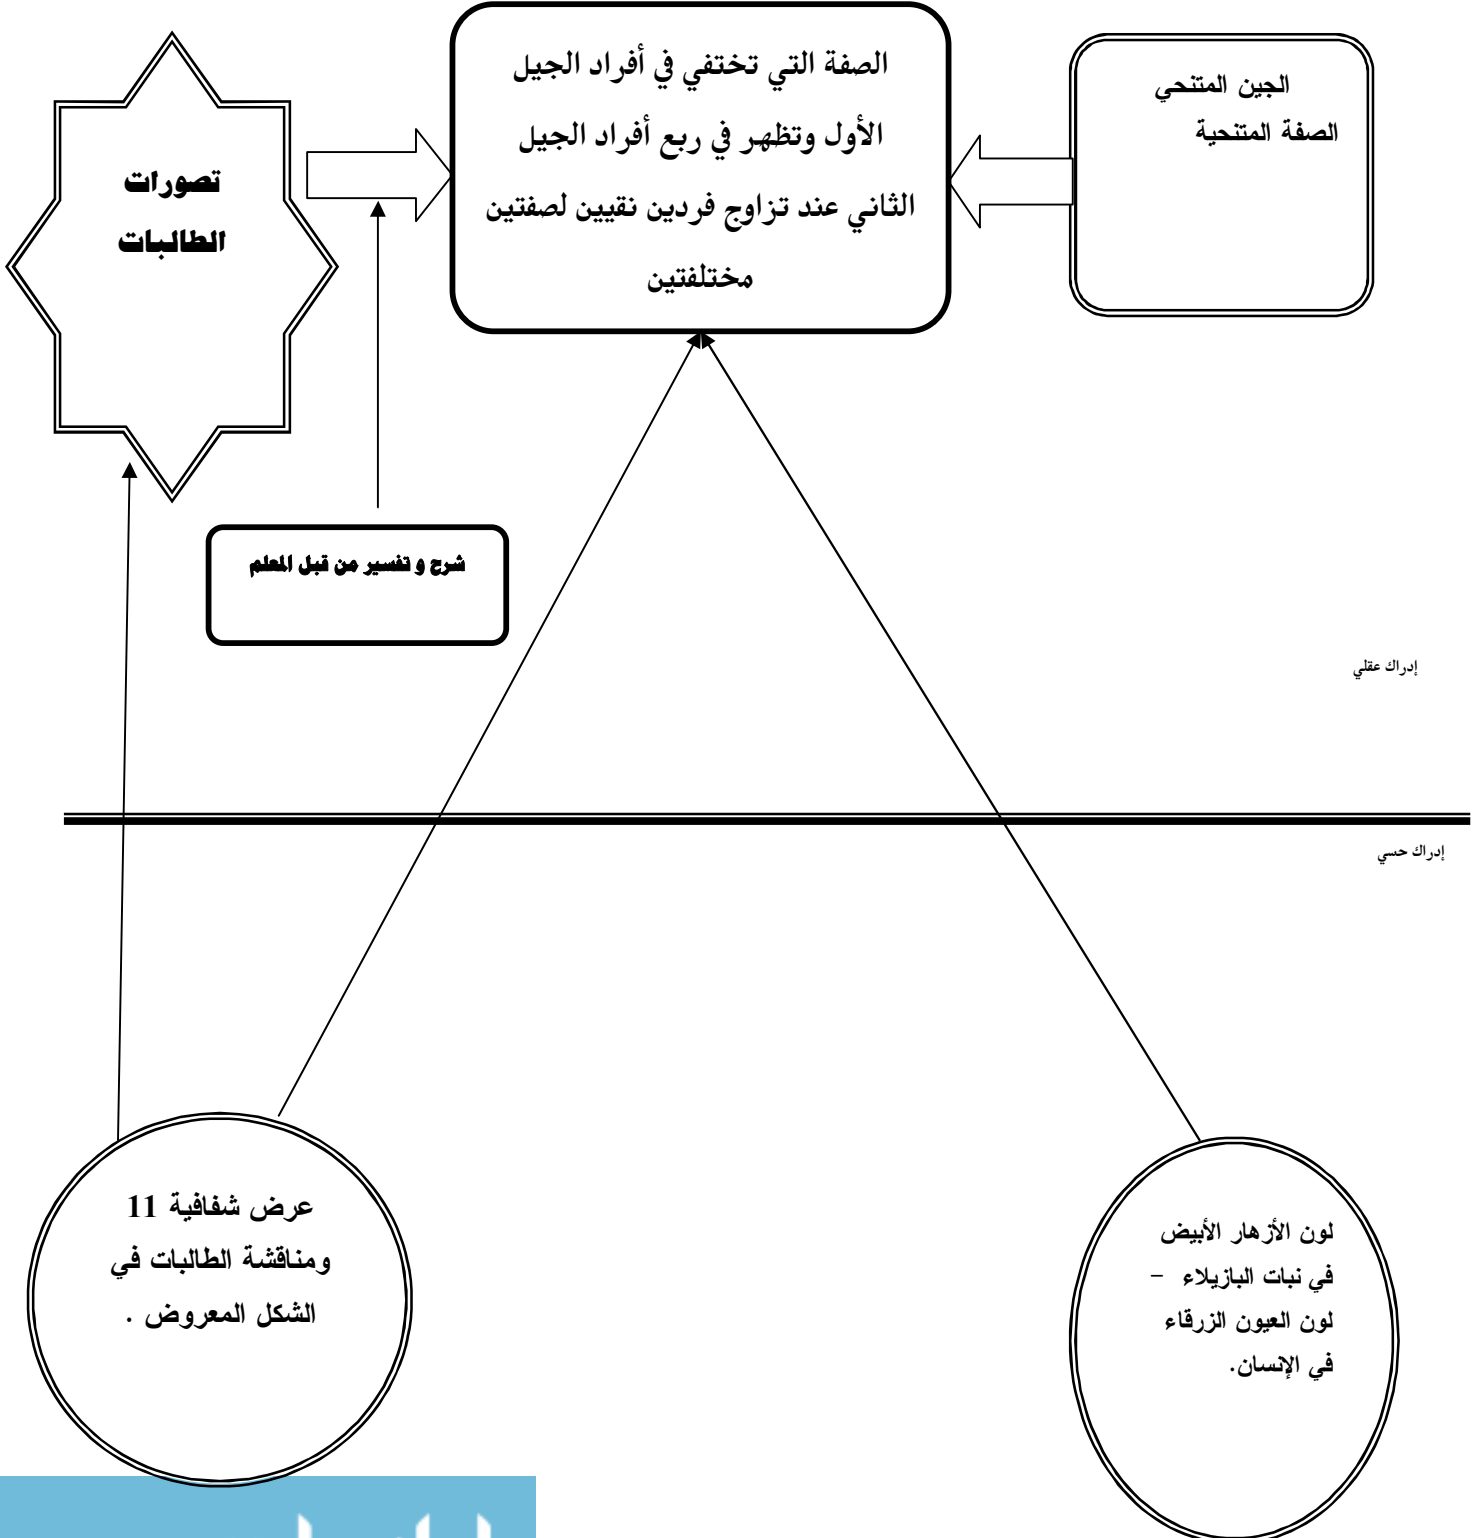 الجين المتنحي
الصفة المتنحية
الصفة التي تختفي في أفراد الجيل
الأول وتظهر في ربع أفراد الجيل
الثاني عند تزاوج فردين نقيين لصفتين
مختلفتين
تصورات
الطالبات
شرح و تفسير من قبل المعلم
إدراك عقلي
إدراك حسي
لون الأزهار الأبيض
في نبات البازيلاء -
لون العيون الزرقاء
في الإنسان.
عرض شفافية 11
ومناقشة الطالبات في
الشكل المعروض .